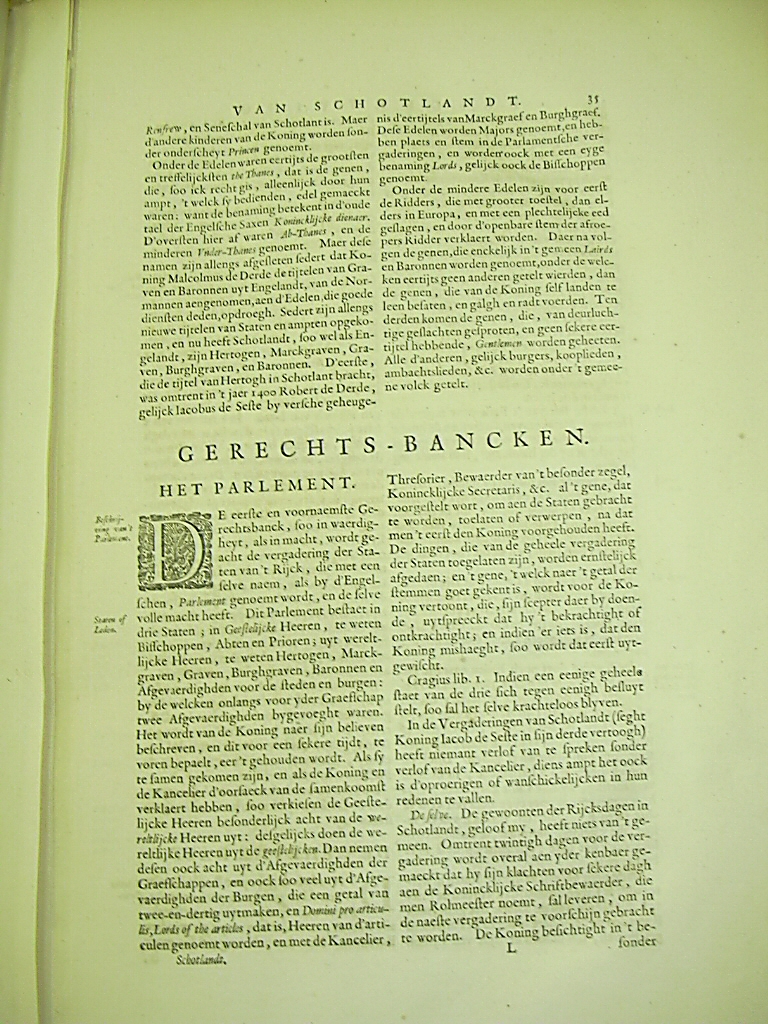 VAN SCHOTLANDT. 35
Renfrew, en Seneſchal van Schotlant is. Maer
d'andere kinderen van de Koning worden ſon-
der onderſcheyt Princen genoemt.
Onder de Edelen waren eertijts de grootſten
en treffelijckſten the Thanes, dat is de genen,
die, ſoo ick recht gis, alleenlijck door hun
ampt, 't welck ſy bedienden, edel gemaeckt
waren: want de benaming betekent in d'oude
tael der Engelſche Saxen Konincklijcke dienaer.
D'overſten hier af waren Ab-Thanes, en de
minderen Vnder-Thanes genoemt. Maer deſe
namen zijn allengs afgeſleten ſedert dat Ko-
ning Malcolmus de Derde de tijtelen van Gra-
ven en Baronnen uyt Engelandt, van de Nor-
mannen aengenomen, aen d'Edelen, die goede
dienſten deden, opdroegh. Sedert zijn allengs
nieuwe tijtelen van Staten en ampten opgeko-
men, en nu heeft Schotlandt, ſoo wel als En-
gelandt, zijn Hertogen, Marckgraven, Gra-
ven, Burghgraven, en Baronnen. D'eerſte,
die de tijtel van Hertogh in Schotlant bracht,
was omtrent in 't jaer 1400 Robert de Derde,
gelijck Iacobus de Seſte by verſche geheuge-
nis d'eertijtels van Marckgraef en Burghgraef.
Deſe Edelen worden Majors genoemt, en heb-
ben plaets en ſtem in de Parlamentſche ver-
gaderingen, en worden oock met een eyge
benaming Lords, gelijck oock de Biſſchoppen
genoemt.
Onder de mindere Edelen zijn voor eerſt
de Ridders, die met grooter toeſtel, dan el-
ders in Europa, en met een plechtelijcke eed
geſlagen, en door d'openbare ſtem der afroe-
pers Ridder verklaert worden. Daer na vol-
gen de genen, die enckelijk in 't gemeen Lairds
en Baronnen worden genoemt, onder de welc-
ken eertijts geen anderen getelt wierden, dan
de genen, die van de Koning ſelf landen te
leen beſaten, en galgh en radt voerden. Ten
derden komen de genen, die, van deurluch-
tige geſlachten geſproten, en geen ſekere eer-
tijtel hebbende, Gentlemen worden geheeten.
Alle d'anderen, gelijck burgers, kooplieden,
ambachtslieden, &c. worden onder 't gemee-
ne volck getelt.
GERECHTS-BANCKEN.
HET PARLEMENT.
Beſchrij-
ving van 't
Parlement.
DE eerſte en voornaemſte Ge-
rechtsbanck, ſoo in waerdig-
heyt, als in macht, wordt ge-
acht de vergadering der Sta-
ten van 't Rijck, die met een
ſelve naem, als by d'Engel-
ſchen, Parlement genoemt wordt, en de ſelve
volle macht heeft. Dit Parlement beſtaet in
Staten of
Leden.
drie Staten; in Geeſtelijcke Heeren, te weten
Biſſchoppen, Abten en Prioren; uyt werelt-
lijcke Heeren, te weten Hertogen, Marck-
graven, Graven, Burghgraven, Baronnen en
Afgevaerdighden voor de ſteden en burgen:
by de welcken onlangs voor yder Graefſchap
twee Afgevaerdighden bygevoeght waren.
Het wordt van de Koning naer ſijn believen
beſchreven, en dit voor een ſekere tijdt, te
voren bepaelt, eer 't gehouden wordt. Als ſy
te ſamen gekomen zijn, en als de Koning en
de Kancelier d'oorſaeck van de ſamenkoomſt
verklaert hebben, ſoo verkieſen de Geeſte-
lijcke Heeren beſonderlijck acht van de we-
reltlijcke Heeren uyt: deſgelijcks doen de we-
reltlijke Heeren uyt de geeſtelijcken. Dan nemen
deſen oock acht uyt d'Afgevaerdighden der
Graefſchappen, en oock ſoo veel uyt d'Afge-
vaerdighden der Burgen, die een getal van
twee-en-dertig uytmaken, en Domini pro articu-
lis, Lords of the articles, dat is, Heeren van d'arti-
culen genoemt worden, en met de Kancelier,
Schotlandt.
Threſorier, Bewaerder van 't beſonder zegel,
Konincklijcke Secretaris, &c. al 't gene, dat
voorgeſtelt wort, om aen de Staten gebracht
te worden, toelaten of verwerpen, na dat
men 't eerſt den Koning voorgehouden heeft.
De dingen, die van de geheele vergadering
der Staten toegelaten zijn, worden ernſtelijck
afgedaen; en 't gene, 't welck naer 't getal der
ſtemmen goet gekent is, wordt voor de Ko-
ning vertoont, die, ſijn ſcepter daer by doen-
de, uytſpreeckt dat hy 't bekrachtight of
ontkrachtight; en indien 'er iets is, dat den
Koning mishaeght, ſoo wordt dat eerſt uyt-
gewiſcht.
Cragius lib. 1. Indien een eenige geheele
ſtaet van de drie ſich tegen eenigh beſluyt
ſtelt, ſoo ſal het ſelve krachteloos blyven.
In de Vergaderingen van Schotlandt (ſeght
Koning Iacob de Seſte in ſijn derde vertoogh)
heeft niemant verlof van te ſpreken ſonder
verlof van de Kancelier, diens ampt het oock
is d'oproerigen of wanſchickelijcken in hun
redenen te vallen.
De ſelve. De gewoonten der Rijcksdagen in
Schotlandt, geloof my, heeft niets van 't ge-
meen. Omtrent twintigh dagen voor de ver-
gadering wordt overal aen yder kenbaer ge-
maeckt dat hy ſijn klachten voor ſekere dagh
aen de Konincklijcke Schriftbewaerder, die
men Rolmeeſter noemt, ſal leveren, om in
de naeſte vergadering te voorſchijn gebracht
te worden. De Koning beſichtight in 't be-
L ſonder